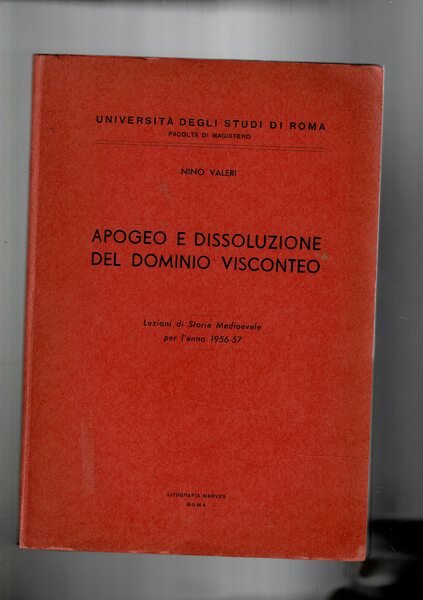 UNIVERSITÀ DEGLI STUDI DI ROMA
FACOLTÀ DI MAGISTERO
NINO VALERI
APOGEO E DISSOLUZIONE
DEL DOMINIO VISCONTEO
Lezioni di Storia Medioevale
per l'anno 1956-57
LITOGRAFIA MARVES
ROMA